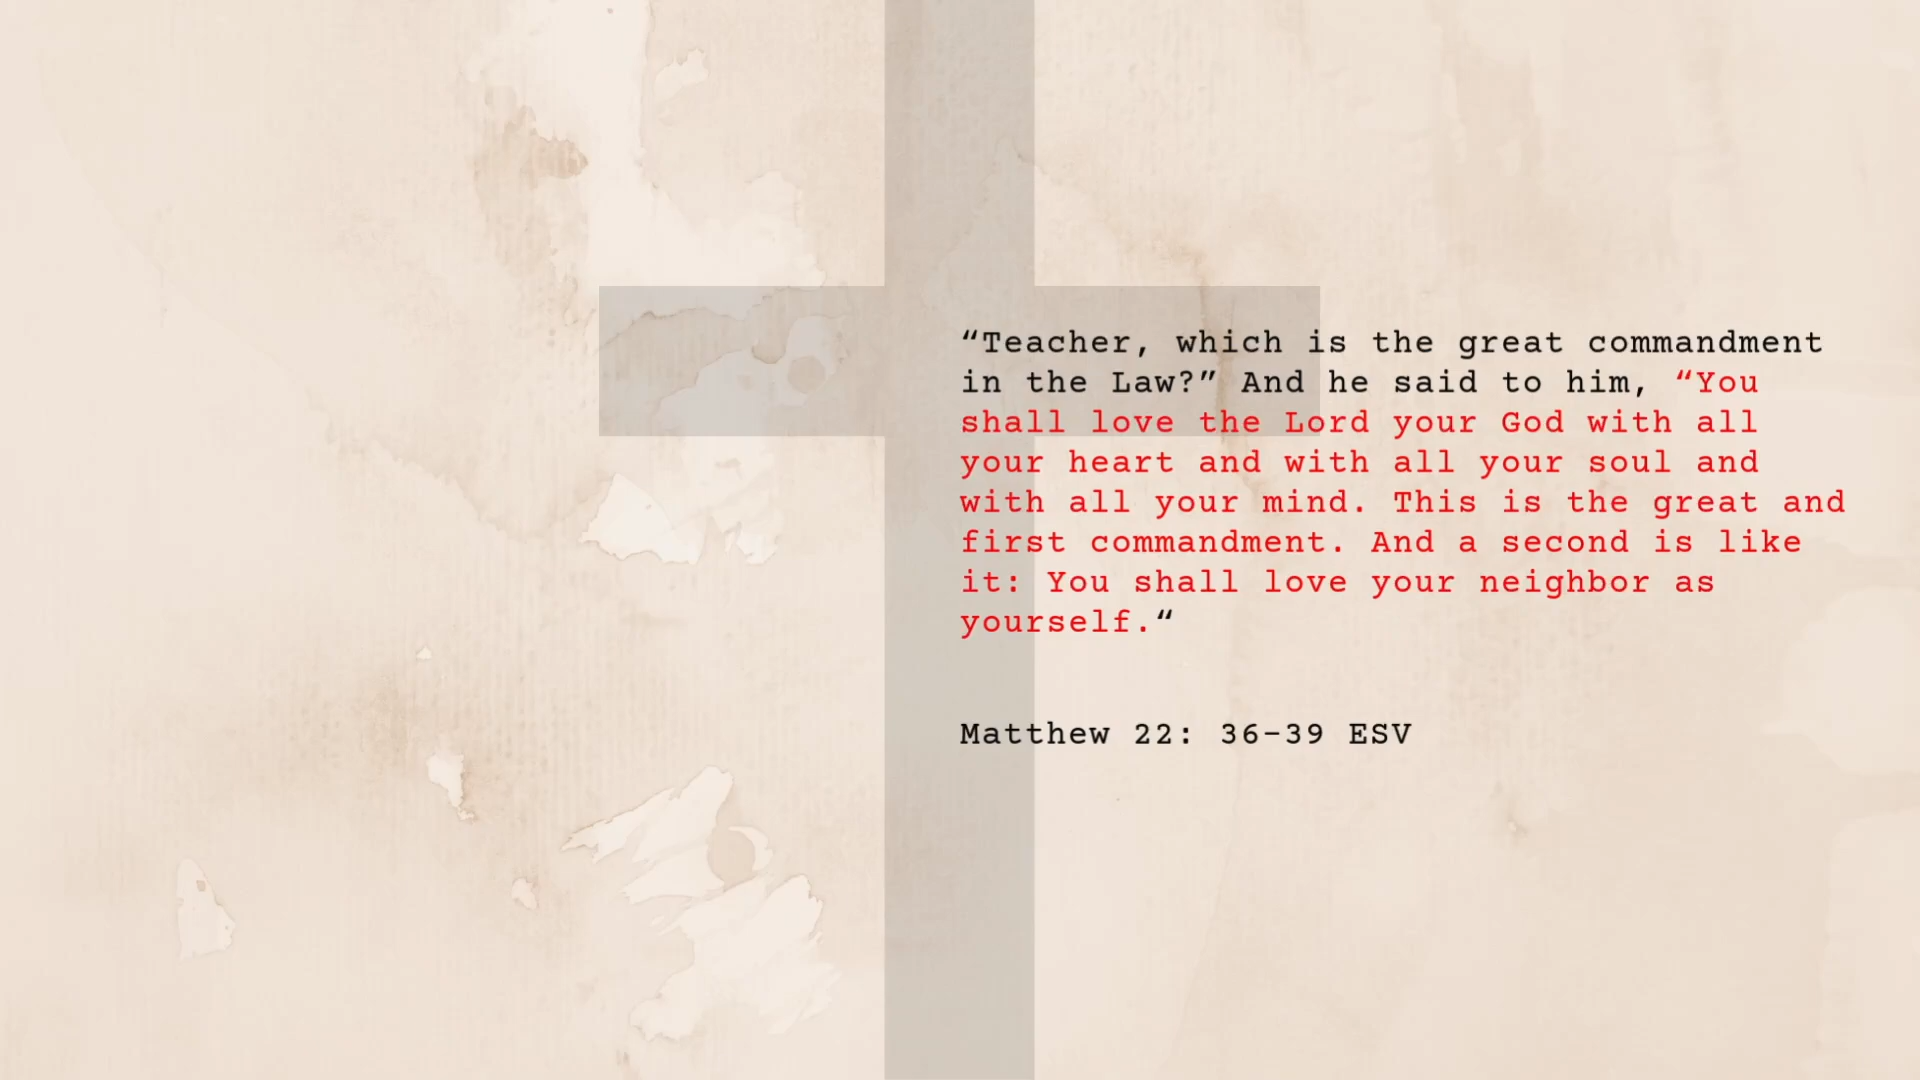 “Teacher, which is the great commandment
in the Law?” And he said to him, “You
shall love the Lord your God with all
your heart and with all your soul and
with all your mind. This is the great and
first commandment. And a second is like
it: You shall love your neighbor as
yourself.“
Matthew 22: 36-39 ESV